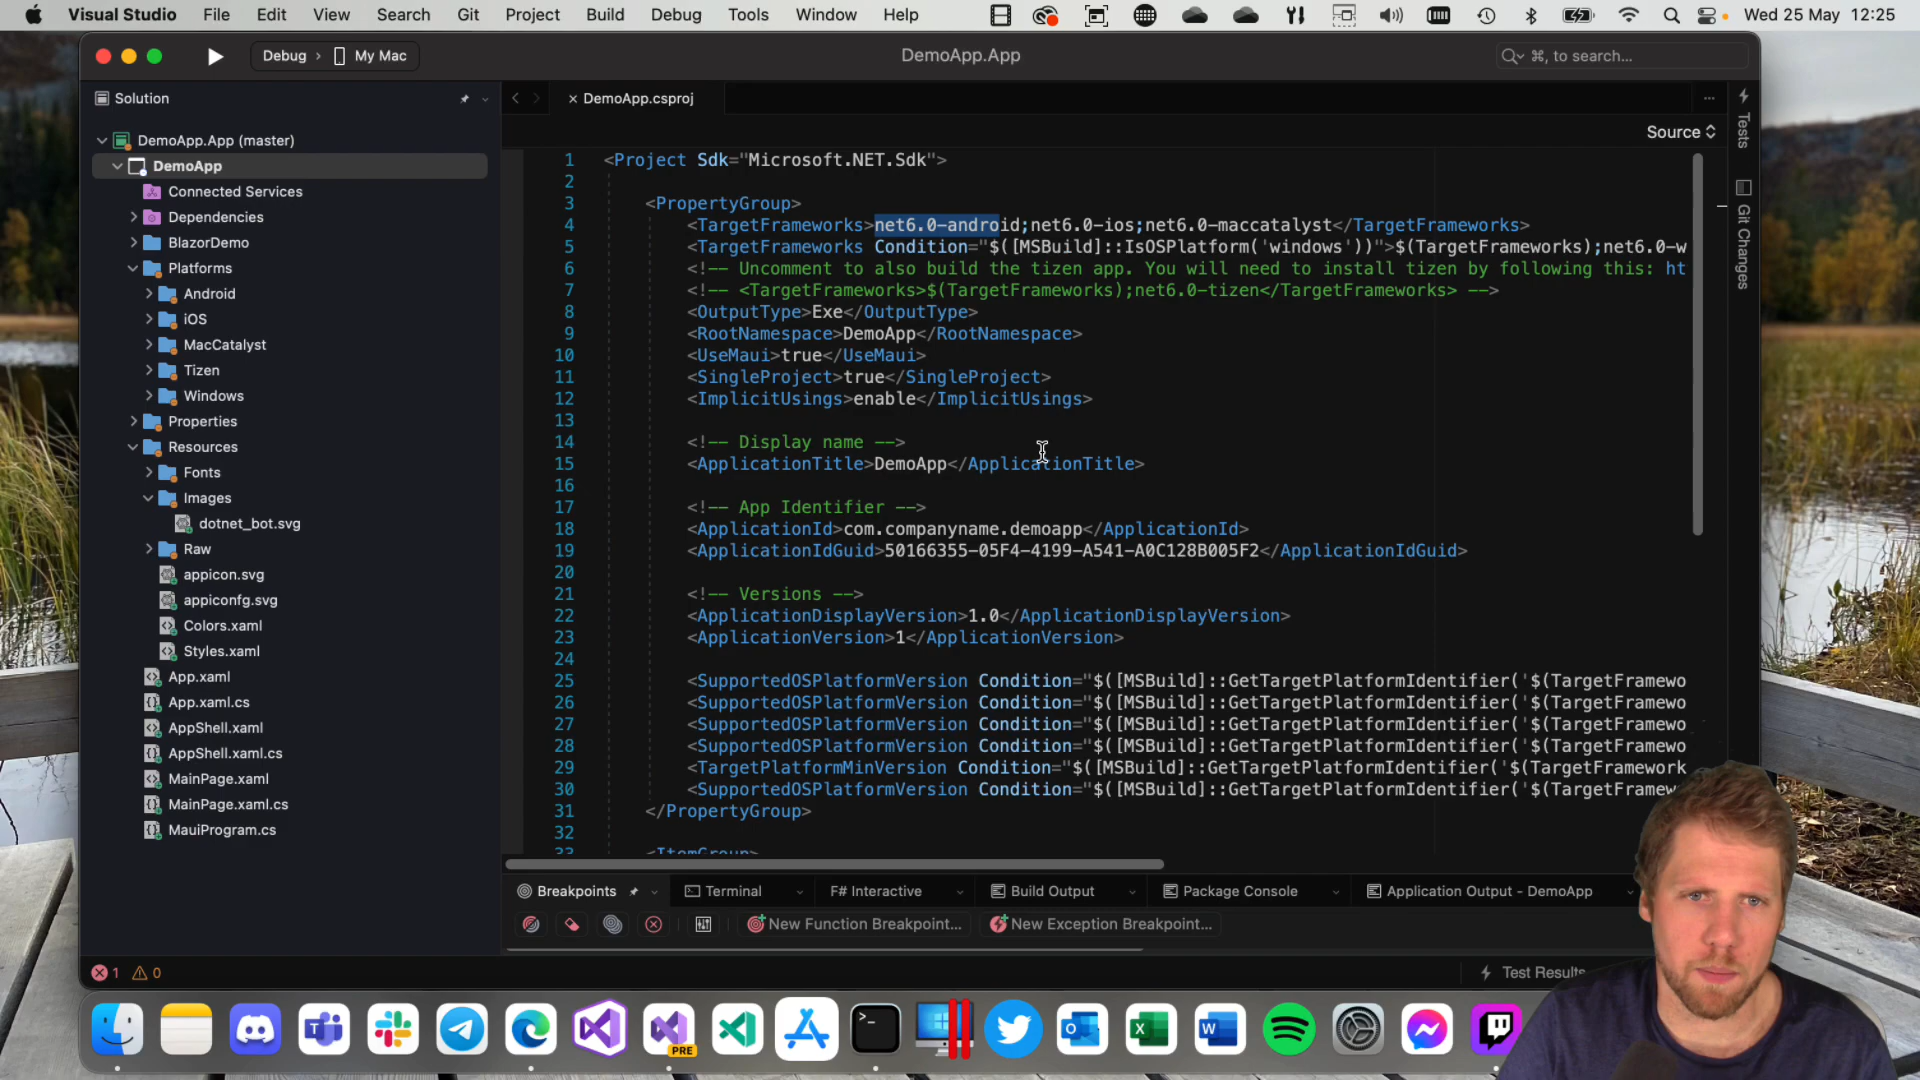 Visual Studio File Edit View Search Git Project Build Debug Tools Window Help Wed 25 May 12:25
Debug › My Mac DemoApp.App ⌘, to search...
Solution DemoApp.csproj
Source
Tests
Git Changes
DemoApp.App (master)
DemoApp
Connected Services
Dependencies
BlazorDemo
Platforms
Android
iOS
MacCatalyst
Tizen
Windows
Properties
Resources
Fonts
Images
dotnet_bot.svg
Raw
appicon.svg
appiconfg.svg
Colors.xaml
Styles.xaml
App.xaml
App.xaml.cs
AppShell.xaml
AppShell.xaml.cs
MainPage.xaml
MainPage.xaml.cs
MauiProgram.cs
1 <Project Sdk="Microsoft.NET.Sdk">
2
3 <PropertyGroup>
4 <TargetFrameworks>net6.0-android;net6.0-ios;net6.0-maccatalyst</TargetFrameworks>
5 <TargetFrameworks Condition="$([MSBuild]::IsOSPlatform('windows'))">$(TargetFrameworks);net6.0-w
6 <!-- Uncomment to also build the tizen app. You will need to install tizen by following this: ht
7 <!-- <TargetFrameworks>$(TargetFrameworks);net6.0-tizen</TargetFrameworks> -->
8 <OutputType>Exe</OutputType>
9 <RootNamespace>DemoApp</RootNamespace>
10 <UseMaui>true</UseMaui>
11 <SingleProject>true</SingleProject>
12 <ImplicitUsings>enable</ImplicitUsings>
13
14 <!-- Display name -->
15 <ApplicationTitle>DemoApp</ApplicationTitle>
16
17 <!-- App Identifier -->
18 <ApplicationId>com.companyname.demoapp</ApplicationId>
19 <ApplicationIdGuid>50166355-05F4-4199-A541-A0C128B005F2</ApplicationIdGuid>
20
21 <!-- Versions -->
22 <ApplicationDisplayVersion>1.0</ApplicationDisplayVersion>
23 <ApplicationVersion>1</ApplicationVersion>
24
25 <SupportedOSPlatformVersion Condition="$([MSBuild]::GetTargetPlatformIdentifier('$(TargetFramewo
26 <SupportedOSPlatformVersion Condition="$([MSBuild]::GetTargetPlatformIdentifier('$(TargetFramewo
27 <SupportedOSPlatformVersion Condition="$([MSBuild]::GetTargetPlatformIdentifier('$(TargetFramewo
28 <SupportedOSPlatformVersion Condition="$([MSBuild]::GetTargetPlatformIdentifier('$(TargetFramewo
29 <TargetPlatformMinVersion Condition="$([MSBuild]::GetTargetPlatformIdentifier('$(TargetFramework
30 <SupportedOSPlatformVersion Condition="$([MSBuild]::GetTargetPlatformIdentifier('$(TargetFramew
31 </PropertyGroup>
32
33 <ItemGroup>
Breakpoints Terminal F# Interactive Build Output Package Console Application Output - DemoApp
New Function Breakpoint... New Exception Breakpoint...
1 0 Test Results
PRE